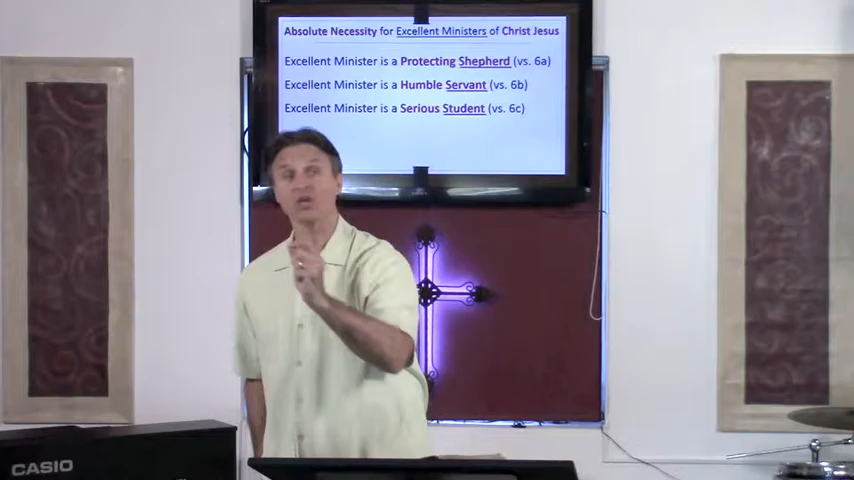 Absolute Necessity for Excellent Ministers of Christ Jesus
Excellent Minister is a Protecting Shepherd (vs. 6a)
Excellent Minister is a Humble Servant (vs. 6b)
Excellent Minister is a Serious Student (vs. 6c)
CASIO